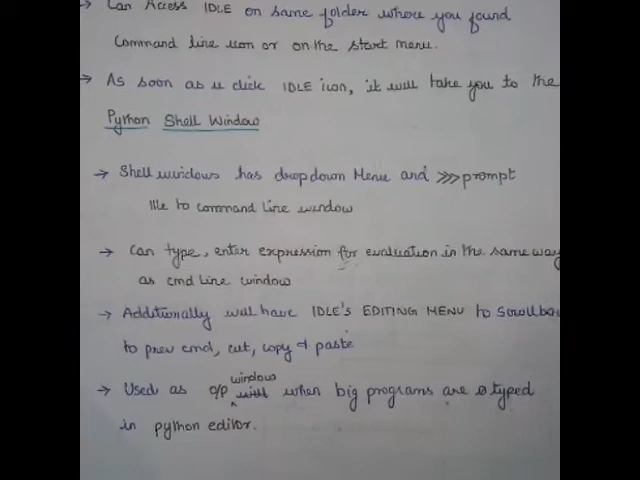 → Can Access IDLE on same folder where you found
Command line icon or on the start menu.
→ As soon as u click IDLE icon, it will take you to the
Python Shell Window
→ Shell windows has dropdown Menu and >>> prompt
llle to command line window
→ Can type, enter expression for evaluation in the same way
as cmd line window
→ Additionally will have IDLE's EDITING MENU to scroll ba
to prev cmd, cut, copy & paste
→ Used as o/p window when big programs are typed
in python editor.